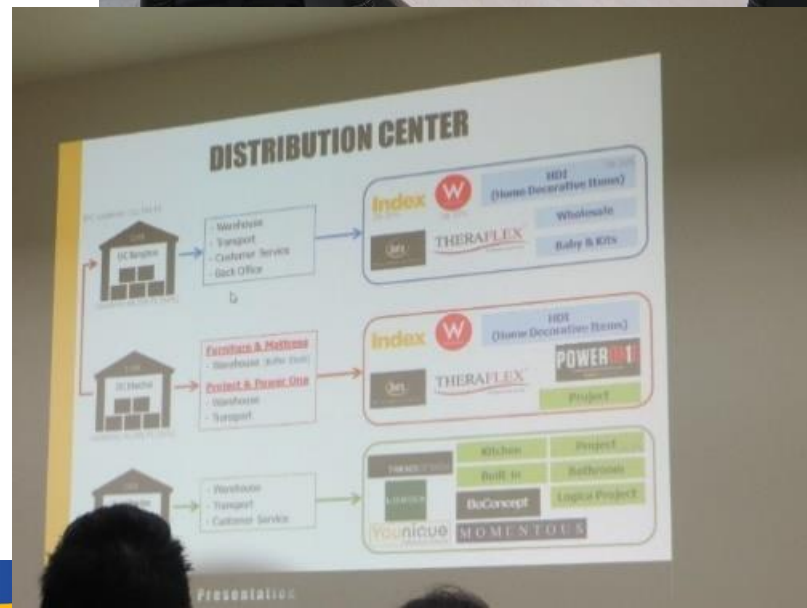 DISTRIBUTION CENTER
- Warehouse
- Transport
- Customer Service
- Back Office
Index
W
HDI
(Home Decorative Items)
THERAFLEX
Wholesale
Baby & Kits
Furniture & Mattress
- Warehouse
Project & Power One
- Warehouse
- Transport
Index
W
HDI
(Home Decorative Items)
THERAFLEX
POWER
Project
- Warehouse
- Transport
- Customer Service
Kitchen
Project
Built-in
Bathroom
BoConcept
Logica Project
Younique
MOMENTOUS
Presentation